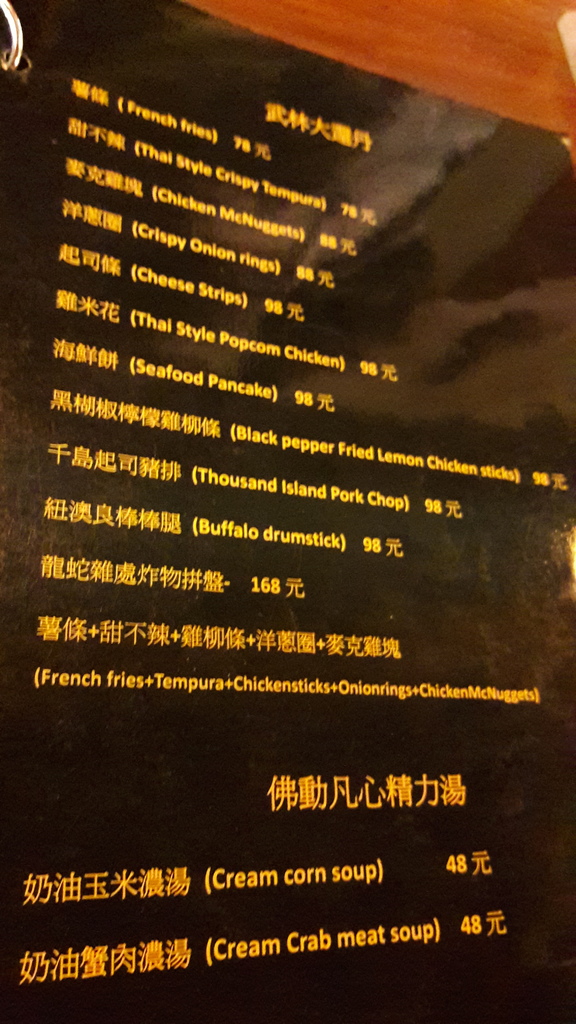 武林大還丹
薯條 ( French fries) 78 元
甜不辣 (Thai Style Crispy Tempura) 78 元
麥克雞塊 (Chicken McNuggets) 88 元
洋蔥圈 (Crispy Onion rings) 88 元
起司條 (Cheese Strips) 98 元
雞米花 (Thai Style Popcorn Chicken) 98 元
海鮮餅 (Seafood Pancake) 98 元
黑楜椒檸檬雞柳條 (Black pepper Fried Lemon Chicken sticks) 98 元
千島起司豬排 (Thousand Island Pork Chop) 98 元
紐澳良棒棒腿 (Buffalo drumstick) 98 元
龍蛇雜處炸物拼盤- 168 元
薯條+甜不辣+雞柳條+洋蔥圈+麥克雞塊
(French fries+Tempura+Chickensticks+Onionrings+ChickenMcNuggets)
佛動凡心精力湯
奶油玉米濃湯 (Cream corn soup) 48 元
奶油蟹肉濃湯 (Cream Crab meat soup) 48 元